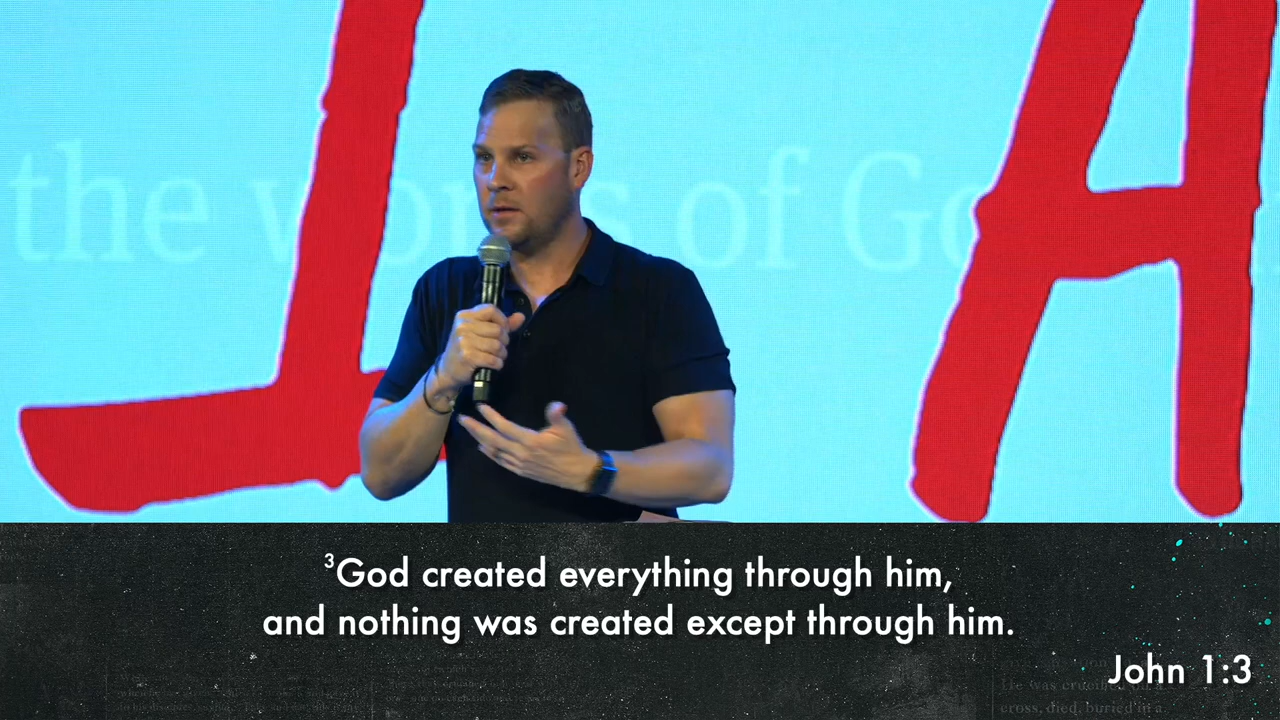 I A
the words of Go
³God created everything through him,
and nothing was created except through him.
John 1:3
He was crucified on a
cross, died, buried in a